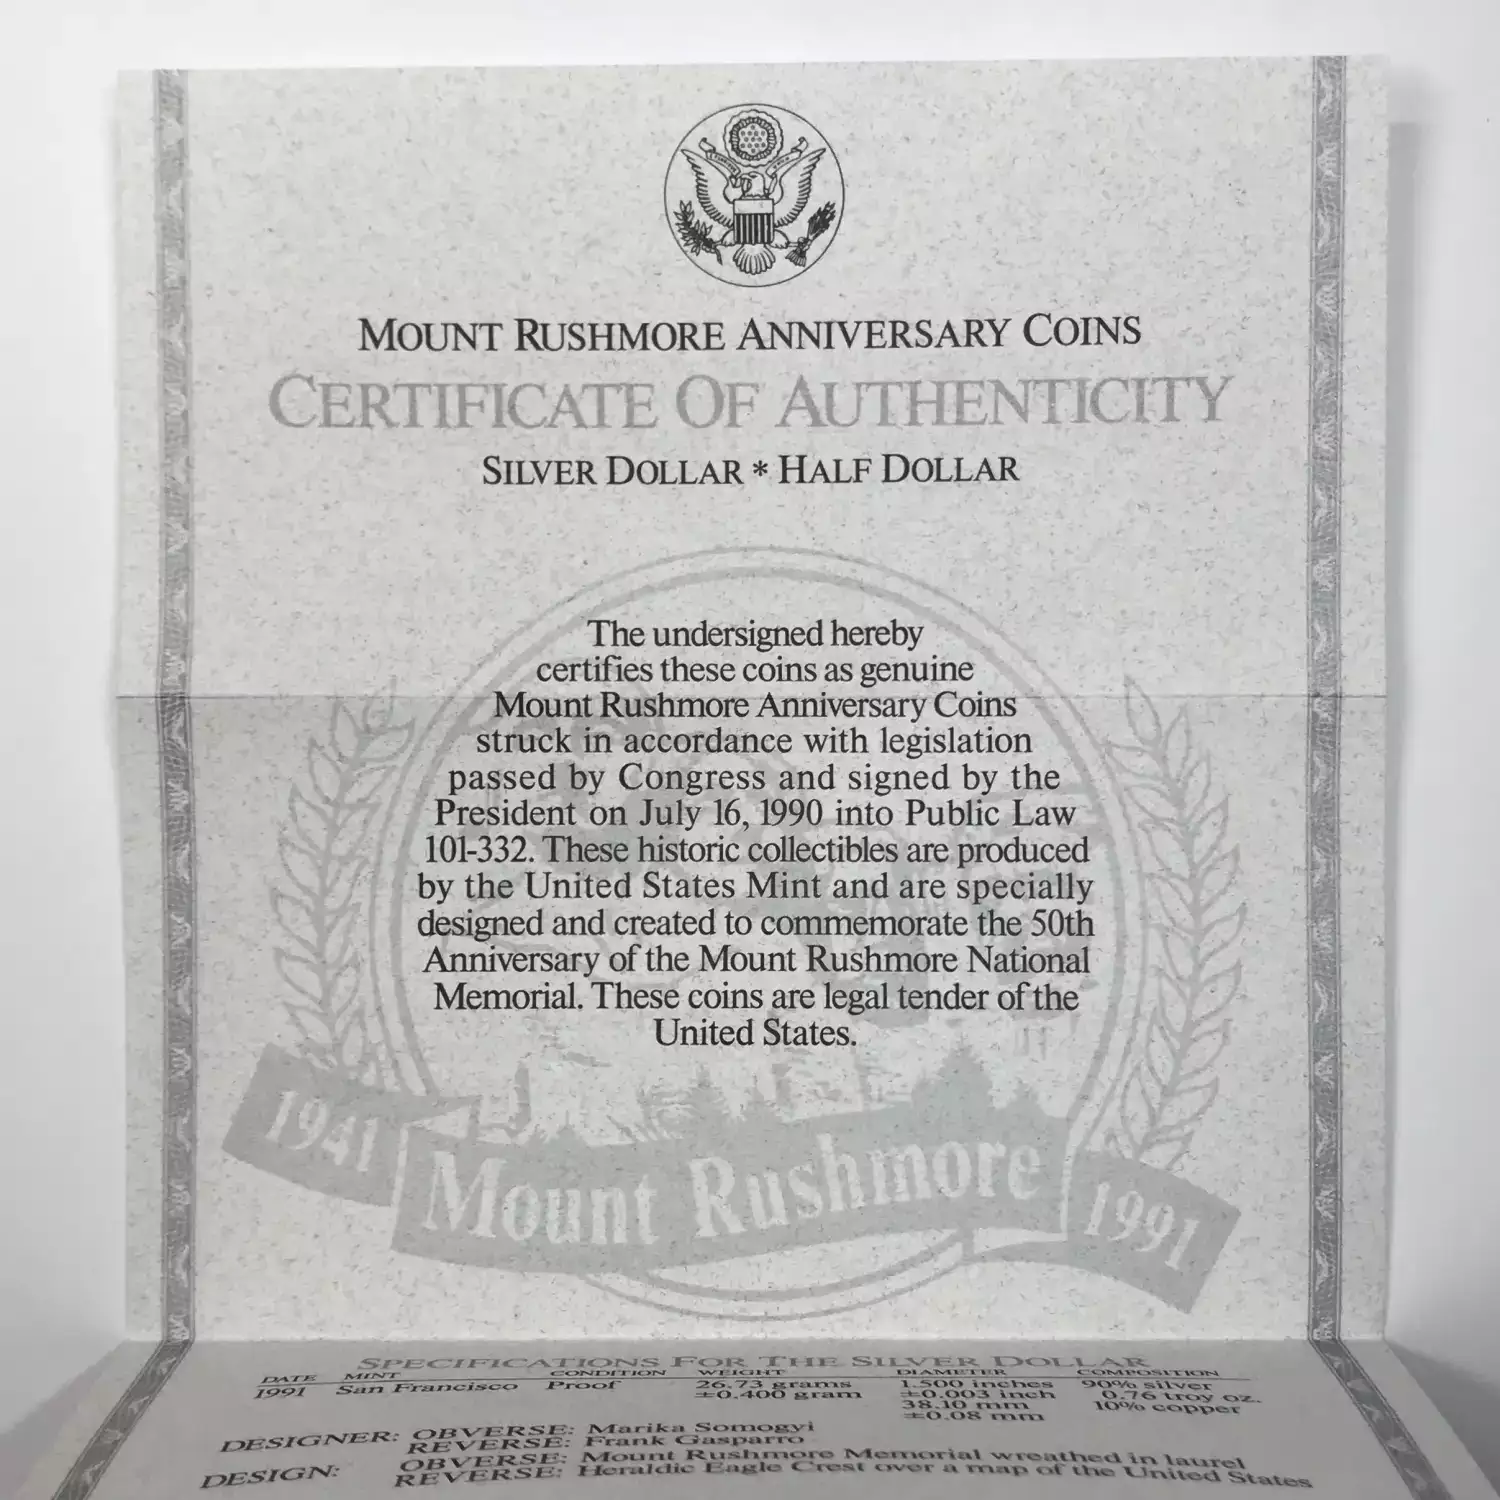 MOUNT RUSHMORE ANNIVERSARY COINS
CERTIFICATE OF AUTHENTICITY
SILVER DOLLAR * HALF DOLLAR
The undersigned hereby
certifies these coins as genuine
Mount Rushmore Anniversary Coins
struck in accordance with legislation
passed by Congress and signed by the
President on July 16, 1990 into Public Law
101-332. These historic collectibles are produced
by the United States Mint and are specially
designed and created to commemorate the 50th
Anniversary of the Mount Rushmore National
Memorial. These coins are legal tender of the
United States.
1941 Mount Rushmore 1991
SPECIFICATIONS FOR THE SILVER DOLLAR
DATE MINT CONDITION WEIGHT DIAMETER COMPOSITION
1991 San Francisco Proof 26.73 grams 1.500 inches 90% silver
±0.400 gram ±0.003 inch 0.76 troy oz.
38.10 mm 10% copper
±0.08 mm
DESIGNER: OBVERSE: Marika Somogyi
REVERSE: Frank Gasparro
DESIGN: OBVERSE: Mount Rushmore Memorial wreathed in laurel
REVERSE: Heraldic Eagle Crest over a map of the United States